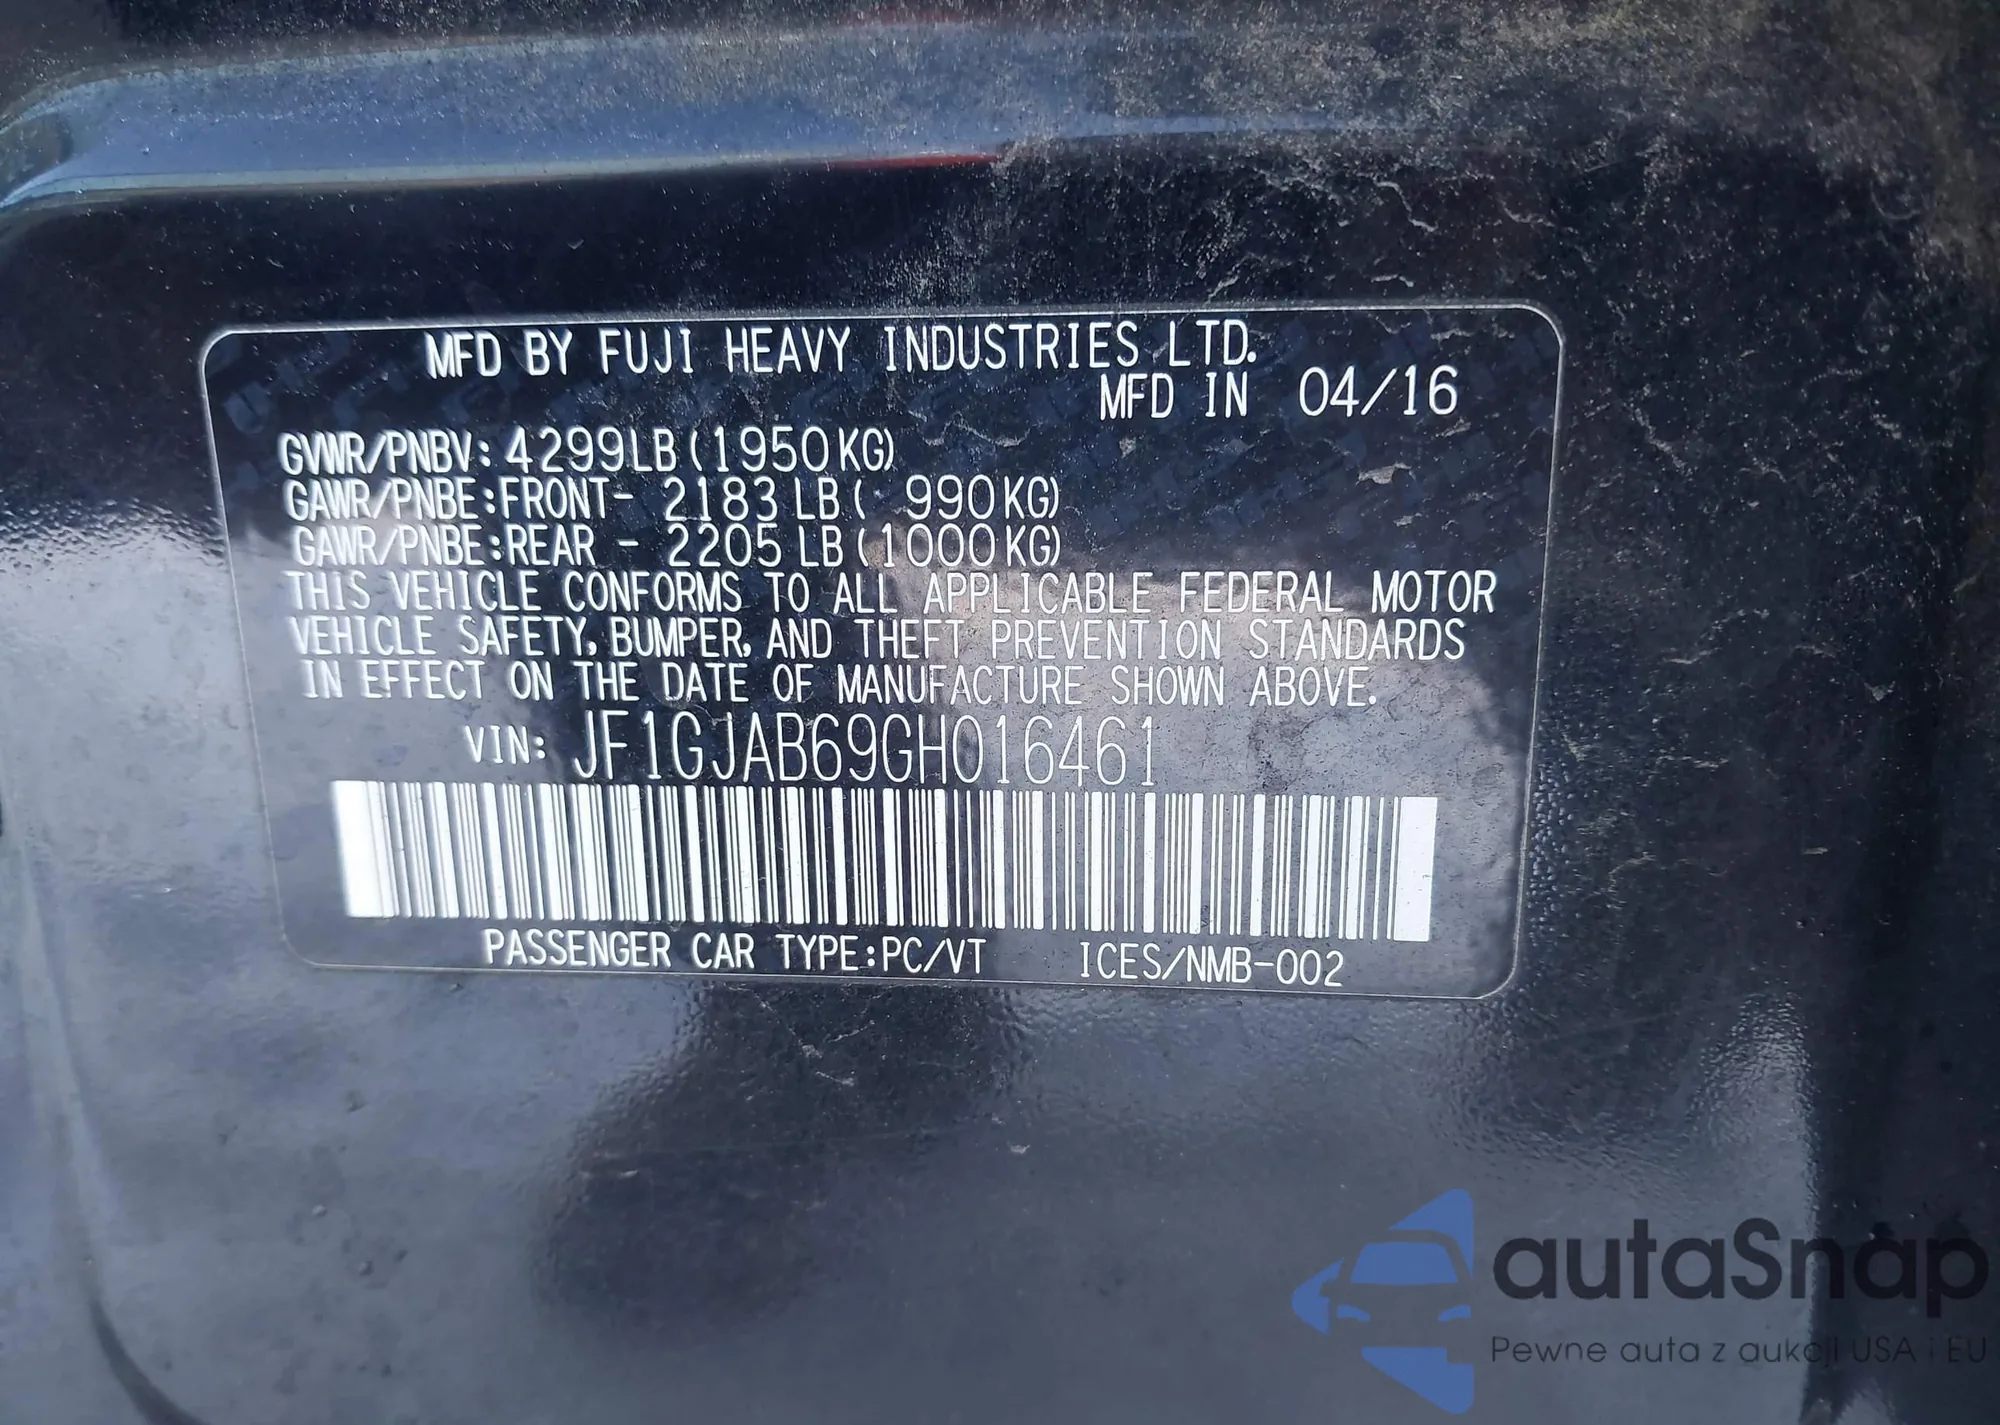 MFD BY FUJI HEAVY INDUSTRIES LTD.
MFD IN 04/16
GVWR/PNBV: 4299LB (1950KG)
GAWR/PNBE:FRONT- 2183 LB ( 990KG)
GAWR/PNBE:REAR - 2205 LB (1000KG)
THIS VEHICLE CONFORMS TO ALL APPLICABLE FEDERAL MOTOR
VEHICLE SAFETY, BUMPER, AND THEFT PREVENTION STANDARDS
IN EFFECT ON THE DATE OF MANUFACTURE SHOWN ABOVE.
VIN: JF1GJAB69GH016461
PASSENGER CAR TYPE:PC/VT ICES/NMB-002
autaSnap
Pewne auta z aukcji USA i EU